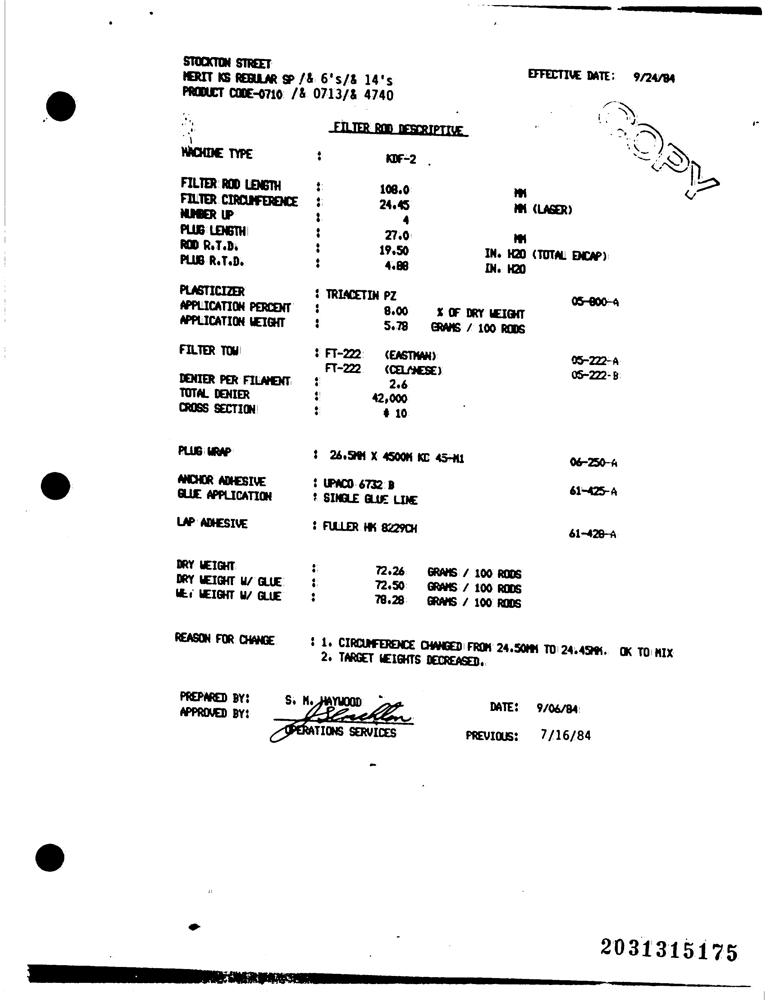 STOCKTON STREET
MERIT KS REGULAR SP /& 6's/& 14's
PRODUCT CODE-0710 /& 0713/& 4740
EFFECTIVE DATE: 9/24/84
COPY
FILTER ROD DESCRIPTIVE
MACHINE TYPE : KDF-2
FILTER ROD LENGTH : 108.0 MM
FILTER CIRCUMFERENCE : 24.45 MM (LASER)
NUMBER UP : 4
PLUG LENGTH : 27.0 MM
ROD R.T.D. : 19.50 IN. H2O (TOTAL ENCAP)
PLUG R.T.D. : 4.88 IN. H2O
PLASTICIZER : TRIACETIN PZ 05-800-A
APPLICATION PERCENT : 8.00 % OF DRY WEIGHT
APPLICATION WEIGHT : 5.78 GRAMS / 100 RODS
FILTER TOW : FT-222 (EASTMAN) 05-222-A
FT-222 (CELANESE) 05-222-B
DENIER PER FILAMENT : 2.6
TOTAL DENIER : 42,000
CROSS SECTION : # 10
PLUG WRAP : 26.5MM X 4500M KC 45-M1 06-250-A
ANCHOR ADHESIVE : UPACO 6732 B 61-425-A
GLUE APPLICATION : SINGLE GLUE LINE
LAP ADHESIVE : FULLER HM 8229CH 61-428-A
DRY WEIGHT : 72.26 GRAMS / 100 RODS
DRY WEIGHT W/ GLUE : 72.50 GRAMS / 100 RODS
WET WEIGHT W/ GLUE : 78.28 GRAMS / 100 RODS
REASON FOR CHANGE : 1. CIRCUMFERENCE CHANGED FROM 24.50MM TO 24.45MM. OK TO MIX
2. TARGET WEIGHTS DECREASED.
PREPARED BY: S. M. HAYWOOD DATE: 9/06/84
APPROVED BY:
OPERATIONS SERVICES PREVIOUS: 7/16/84
2031315175